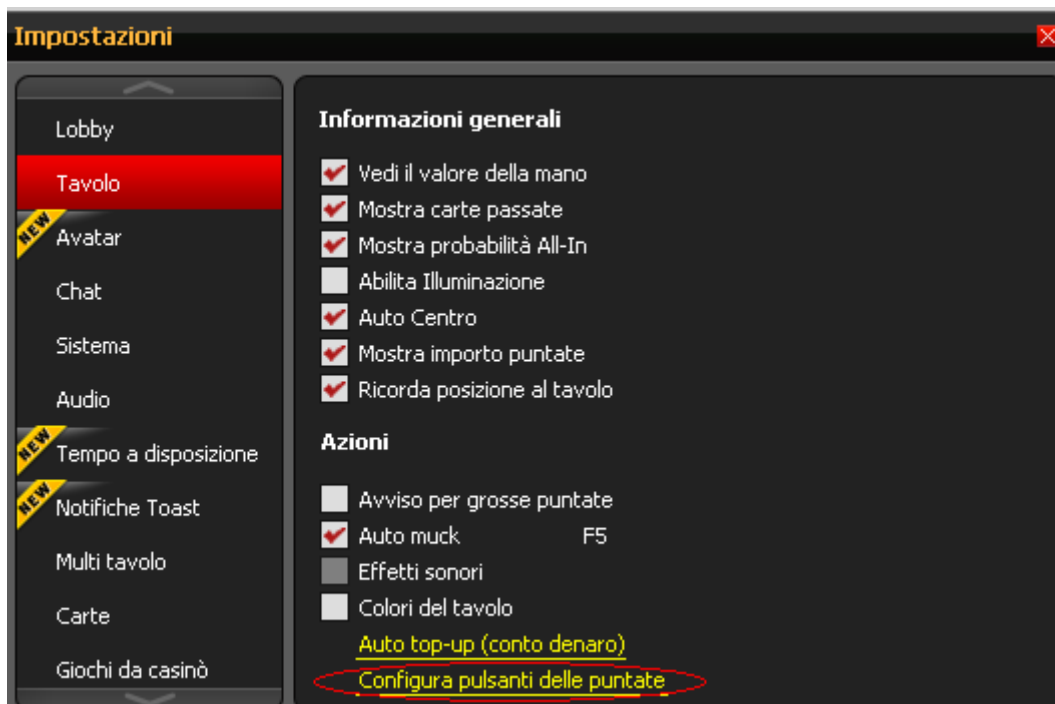 Impostazioni
Lobby
Tavolo
NEW
Avatar
Chat
Sistema
Audio
NEW
Tempo a disposizione
NEW
Notifiche Toast
Multi tavolo
Carte
Giochi da casinò
Informazioni generali
Vedi il valore della mano
Mostra carte passate
Mostra probabilità All-In
Abilita Illuminazione
Auto Centro
Mostra importo puntate
Ricorda posizione al tavolo
Azioni
Avviso per grosse puntate
Auto muck F5
Effetti sonori
Colori del tavolo
Auto top-up (conto denaro)
Configura pulsanti delle puntate